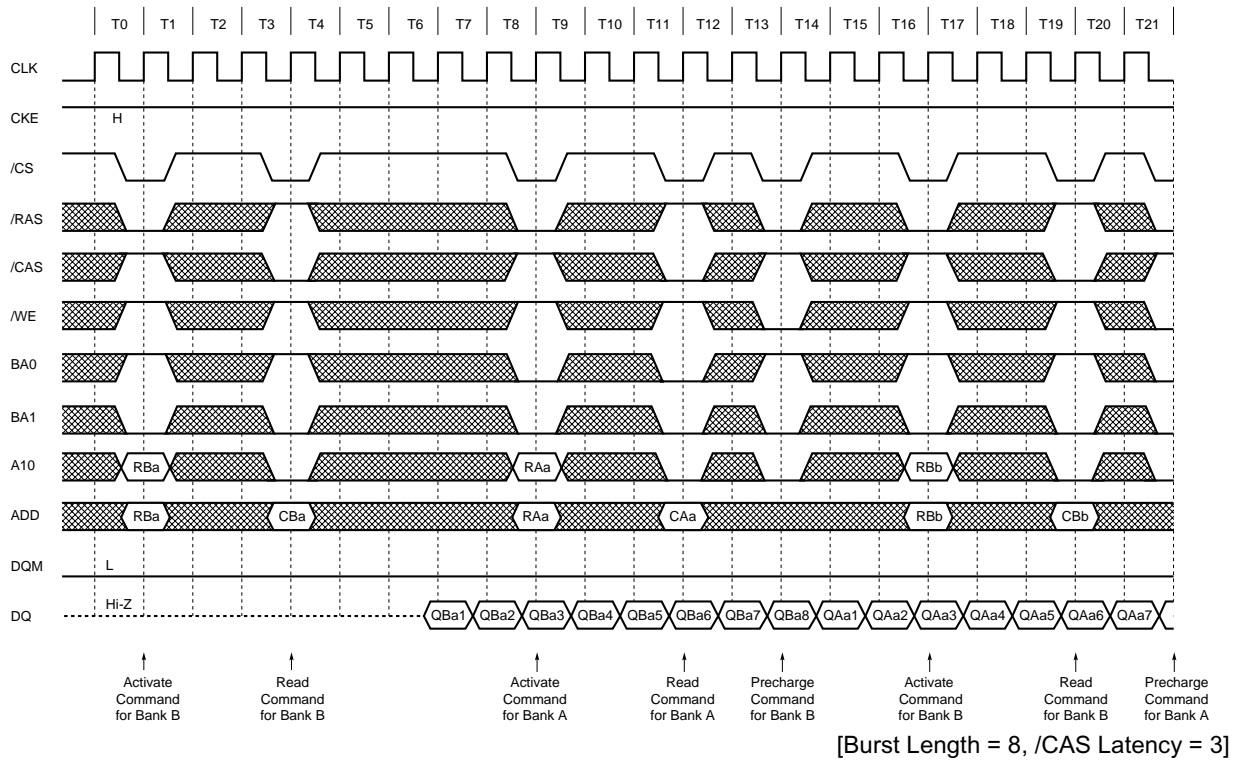 T0 T1 T2 T3 T4 T5 T6 T7 T8 T9 T10 T11 T12 T13 T14 T15 T16 T17 T18 T19 T20 T21
CLK
CKE
H
/CS
/RAS
/CAS
/WE
BA0
BA1
A10 RBa RAa RBb
ADD RBa CBa RAa CAa RBb CBb
DQM L
DQ Hi-Z QBa1 QBa2 QBa3 QBa4 QBa5 QBa6 QBa7 QBa8 QAa1 QAa2 QAa3 QAa4 QAa5 QAa6 QAa7
Activate
Command
for Bank B
Read
Command
for Bank B
Activate
Command
for Bank A
Read
Command
for Bank A
Precharge
Command
for Bank B
Activate
Command
for Bank B
Read
Command
for Bank B
Precharge
Command
for Bank A
[Burst Length = 8, /CAS Latency = 3]